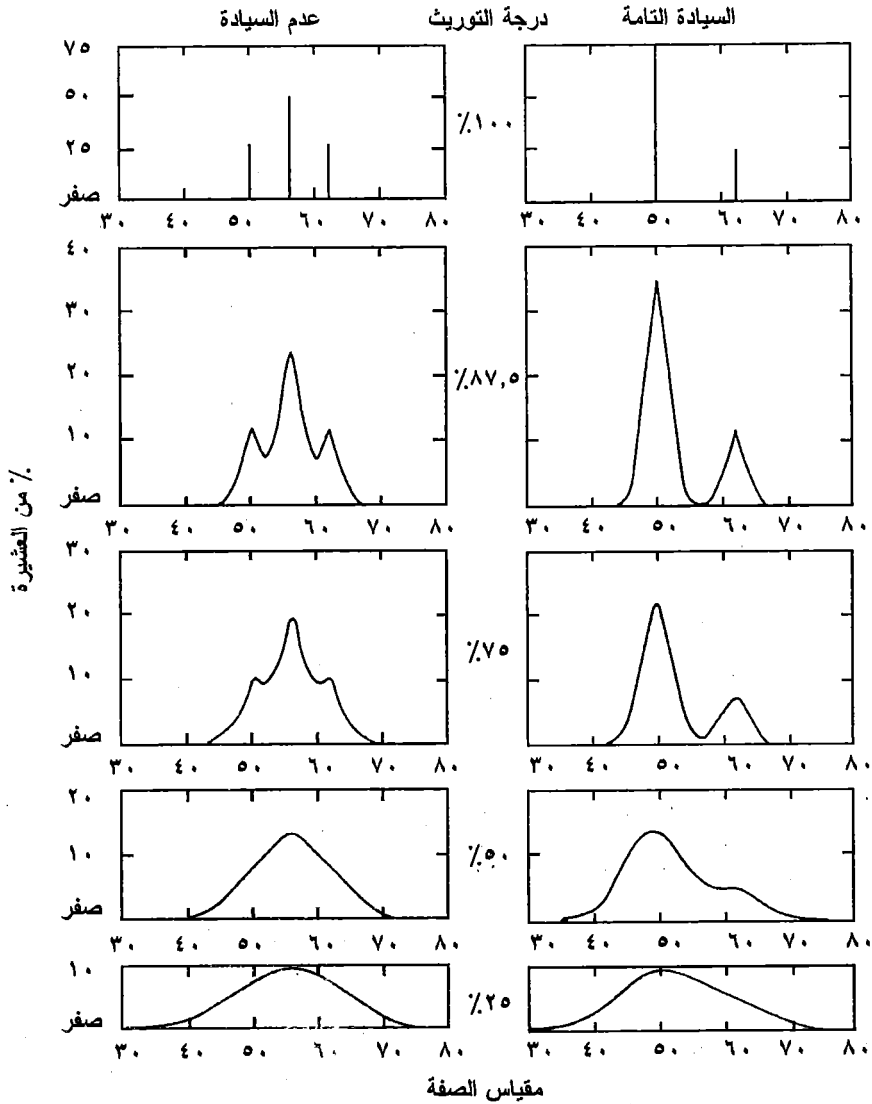 السيادة التامة درجة التوريث عدم السيادة
٧٥
٥٠
٢٥
صفر
٪١٠٠
٣٠ ٤٠ ٥٠ ٦٠ ٧٠ ٨٠
٣٠ ٤٠ ٥٠ ٦٠ ٧٠ ٨٠
٤٠
٣٠
٢٠
١٠
صفر
٪٨٧,٥
٣٠ ٤٠ ٥٠ ٦٠ ٧٠ ٨٠
٣٠ ٤٠ ٥٠ ٦٠ ٧٠ ٨٠
٪ من العشيرة
٣٠
٢٠
١٠
صفر
٪٧٥
٣٠ ٤٠ ٥٠ ٦٠ ٧٠ ٨٠
٣٠ ٤٠ ٥٠ ٦٠ ٧٠ ٨٠
٢٠
١٠
صفر
٪٥٠
٣٠ ٤٠ ٥٠ ٦٠ ٧٠ ٨٠
٣٠ ٤٠ ٥٠ ٦٠ ٧٠ ٨٠
١٠
صفر
٪٢٥
٣٠ ٤٠ ٥٠ ٦٠ ٧٠ ٨٠
٣٠ ٤٠ ٥٠ ٦٠ ٧٠ ٨٠
مقياس الصفة